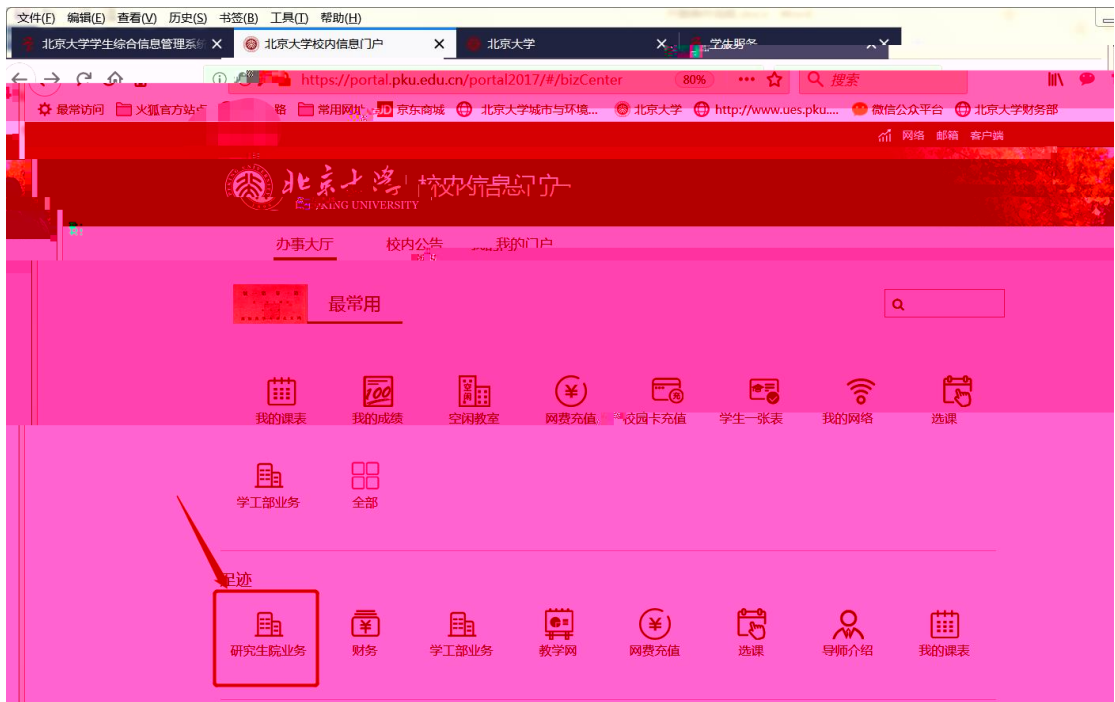 文件(F) 编辑(E) 查看(V) 历史(S) 书签(B) 工具(T) 帮助(H)
北京大学学生综合信息管理系统 北京大学校内信息门户 北京大学
https://portal.pku.edu.cn/portal2017/#/bizCenter 80% 搜索
最常访问 火狐官方站点 常用网址 JD 京东商城 北京大学城市与环境... 北京大学 http://www.ues.pku.... 微信公众平台 北京大学财务部
网络 邮箱 客户端
北京大学 校内信息门户
PEKING UNIVERSITY
办事大厅 校内公告 我的门户
最常用
我的课表 我的成绩 空闲教室 网费充值 校园卡充值 学生一张表 我的网络 选课
学工部业务 全部
足迹
研究生院业务 财务 学工部业务 教学网 网费充值 选课 导师介绍 我的课表